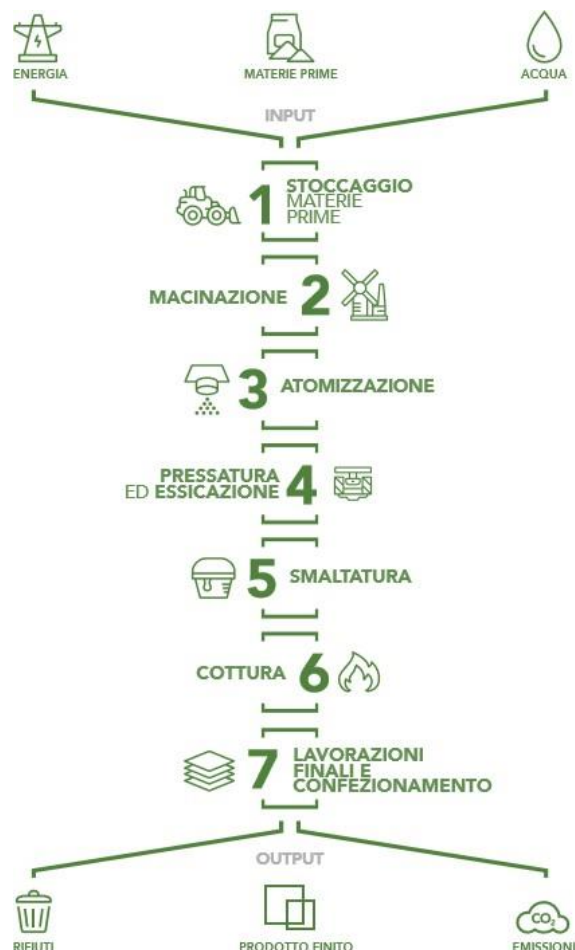 ENERGIA
MATERIE PRIME
ACQUA
INPUT
1 STOCCAGGIO
MATERIE
PRIME
MACINAZIONE 2
3 ATOMIZZAZIONE
PRESSATURA
ED ESSICAZIONE 4
5 SMALTATURA
COTTURA 6
7 LAVORAZIONI
FINALI E
CONFEZIONAMENTO
OUTPUT
CO2
RIFIUTI
PRODOTTO FINITO
EMISSIONI